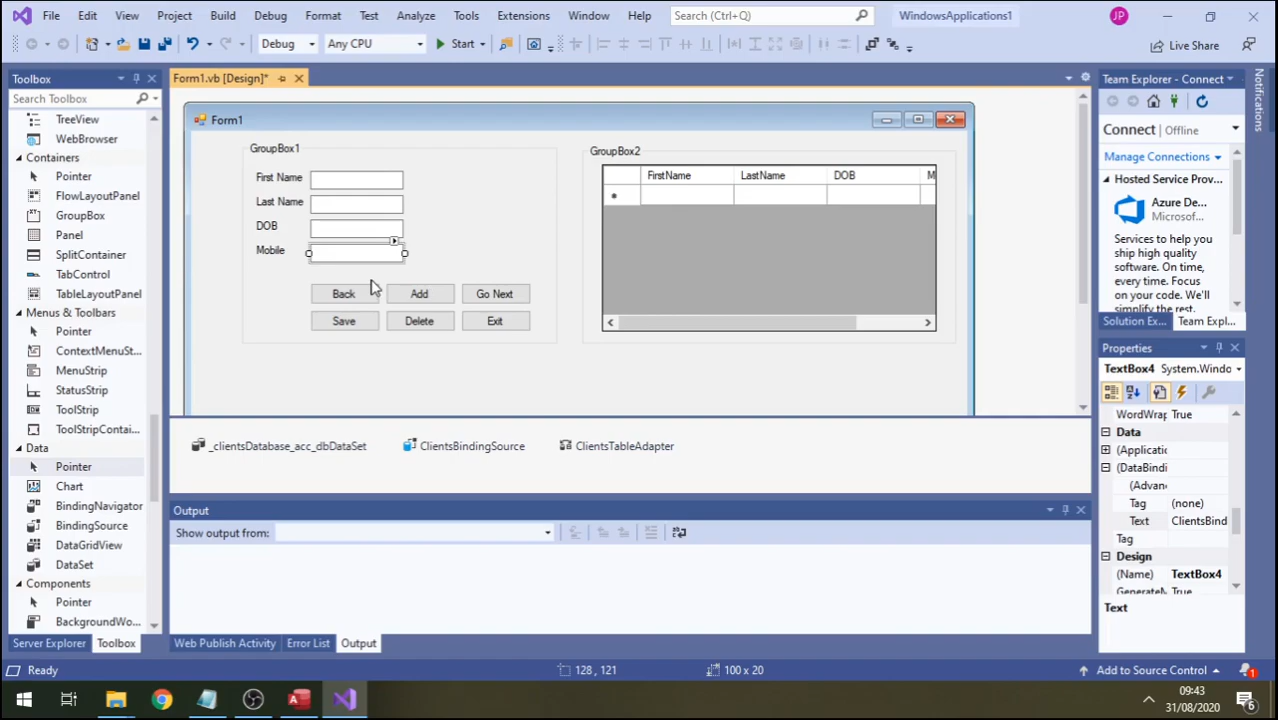 File Edit View Project Build Debug Format Test Analyze Tools Extensions Window Help Search (Ctrl+Q) WindowsApplications1 JP
Debug Any CPU Start Live Share
Toolbox
Search Toolbox
TreeView
WebBrowser
Containers
Pointer
FlowLayoutPanel
GroupBox
Panel
SplitContainer
TabControl
TableLayoutPanel
Menus & Toolbars
Pointer
ContextMenuSt...
MenuStrip
StatusStrip
ToolStrip
ToolStripContai...
Data
Pointer
Chart
BindingNavigator
BindingSource
DataGridView
DataSet
Components
Pointer
BackgroundWo...
Server Explorer Toolbox
Form1.vb [Design]*
Form1
GroupBox1
First Name
Last Name
DOB
Mobile
Back Add Go Next
Save Delete Exit
GroupBox2
FirstName LastName DOB M
*
_clientsDatabase_acc_dbDataSet ClientsBindingSource ClientsTableAdapter
Output
Show output from:
Web Publish Activity Error List Output
Team Explorer - Connect
Connect | Offline
Manage Connections
Hosted Service Prov...
Azure De...
Microsof...
Services to help you
ship high quality
software. On time,
every time. Focus
on your code. We'll
simplify the rest.
Solution Ex... Team Expl...
Properties
TextBox4 System.Windo
WordWrap True
Data
(Applicatic
(DataBindi
(Advan
Tag (none)
Text ClientsBind
Tag
Design
(Name) TextBox4
GenerateM True
Text
Notifications
Ready 128 , 121 100 x 20 Add to Source Control 1
09:43
31/08/2020
6